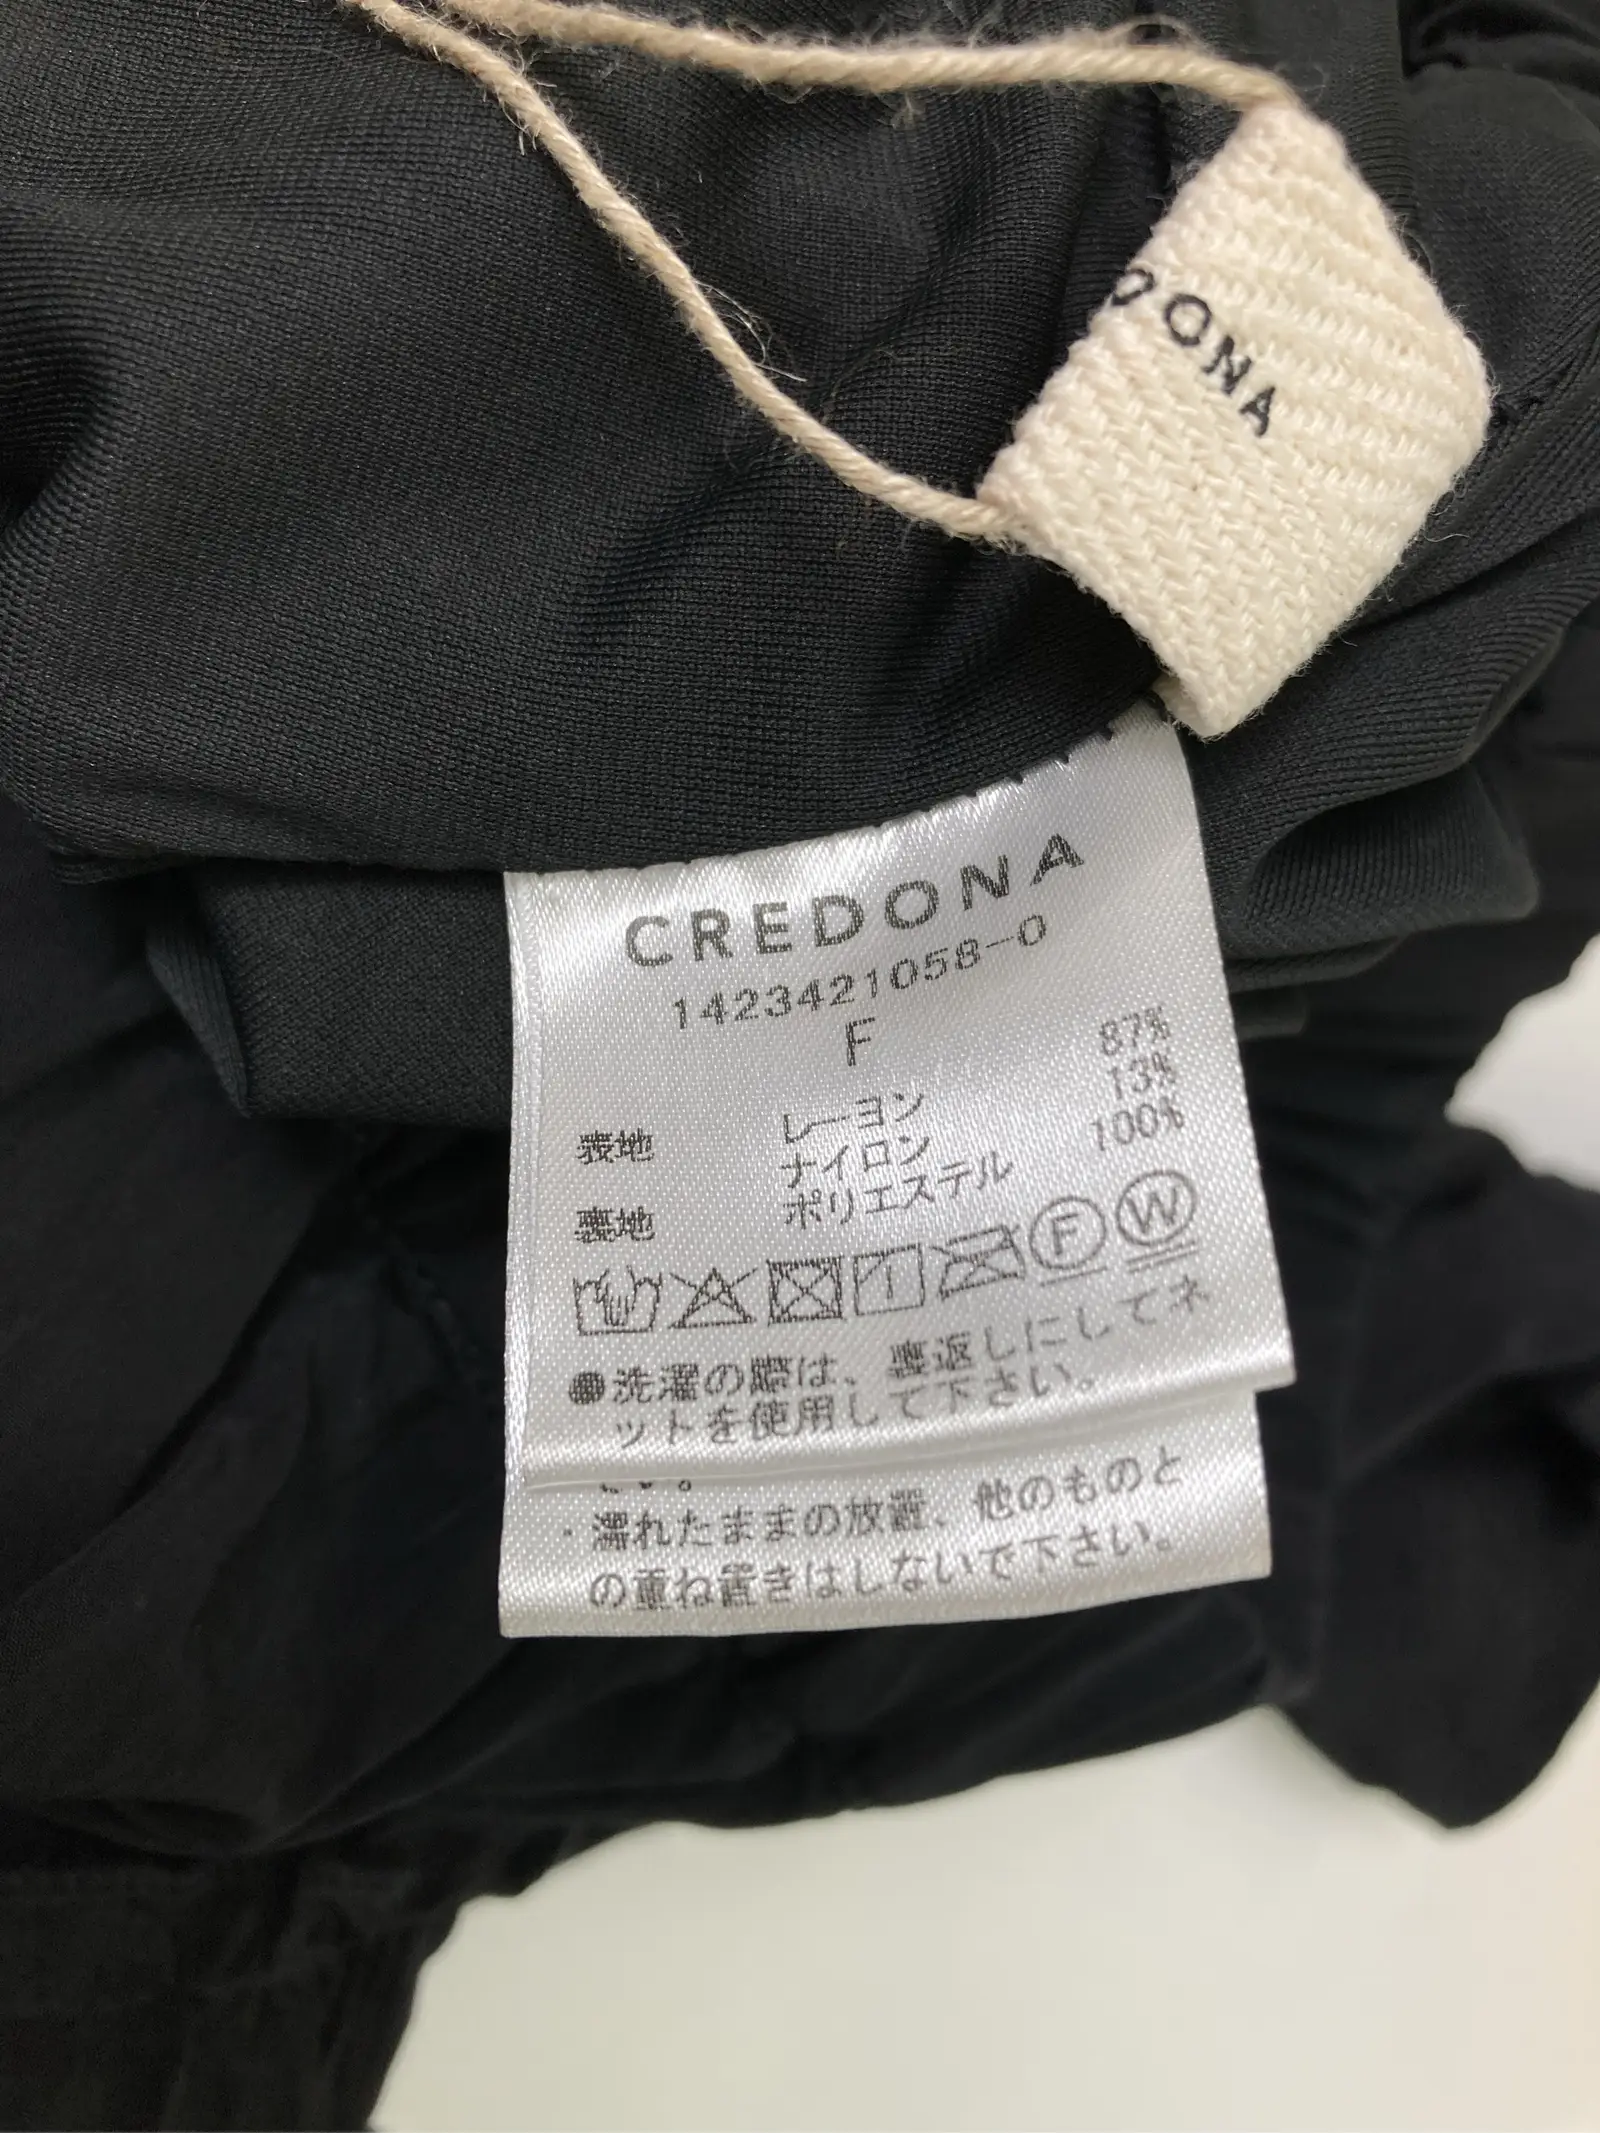 DONA
CREDONA
1423421058-0
F
表地 レーヨン 87%
ナイロン 13%
裏地 ポリエステル 100%
F W
●洗濯の際は、裏返しにしてネ
ットを使用して下さい。
・濡れたままの放置、他のものと
の重ね置きはしないで下さい。